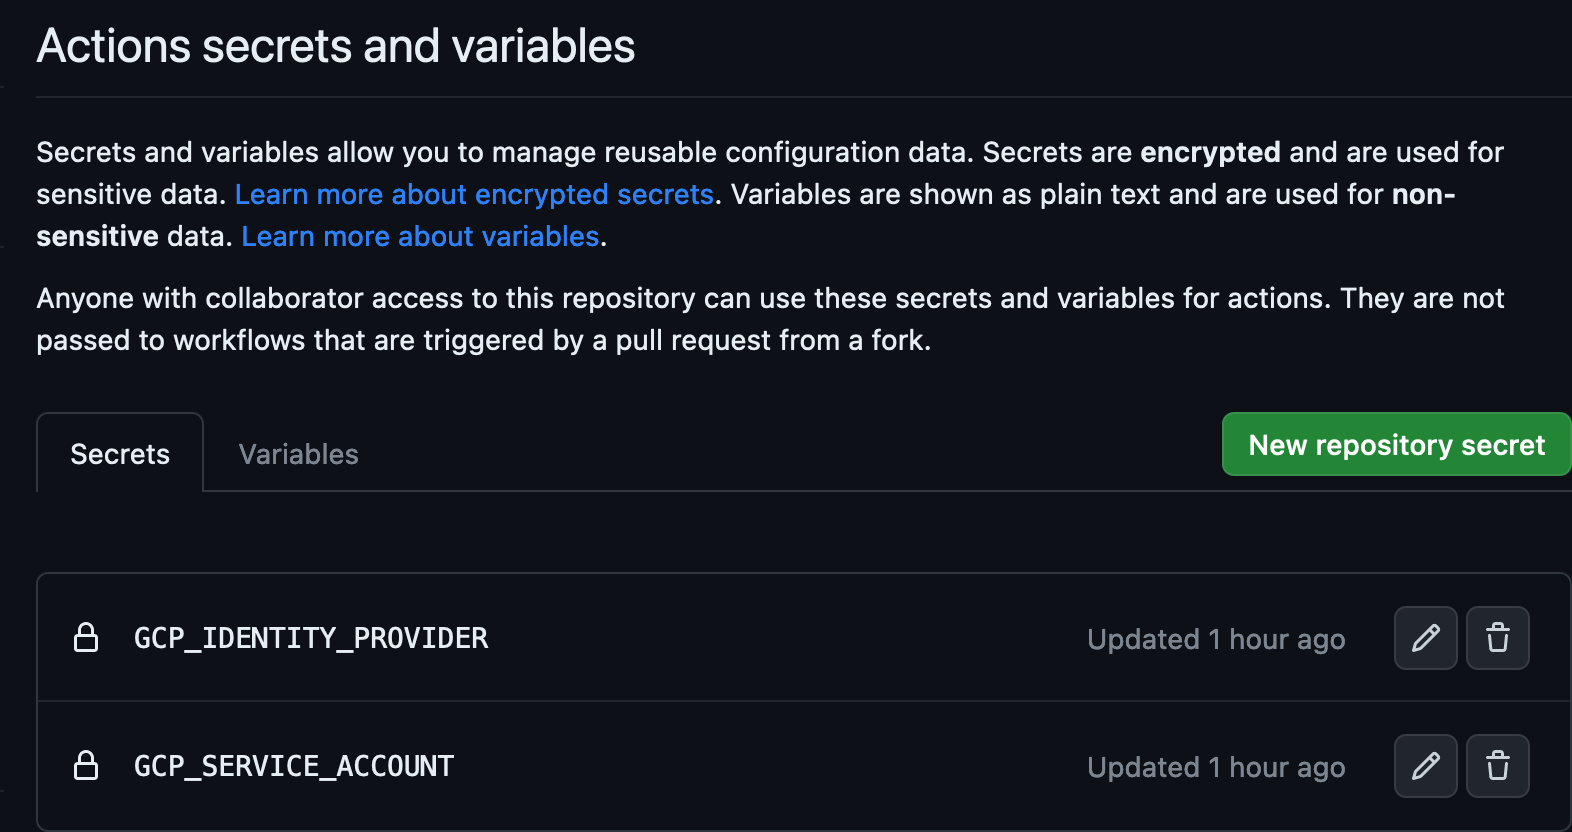 Actions secrets and variables
Secrets and variables allow you to manage reusable configuration data. Secrets are encrypted and are used for
sensitive data. Learn more about encrypted secrets. Variables are shown as plain text and are used for non-
sensitive data. Learn more about variables.
Anyone with collaborator access to this repository can use these secrets and variables for actions. They are not
passed to workflows that are triggered by a pull request from a fork.
Secrets Variables New repository secret
GCP_IDENTITY_PROVIDER Updated 1 hour ago
GCP_SERVICE_ACCOUNT Updated 1 hour ago